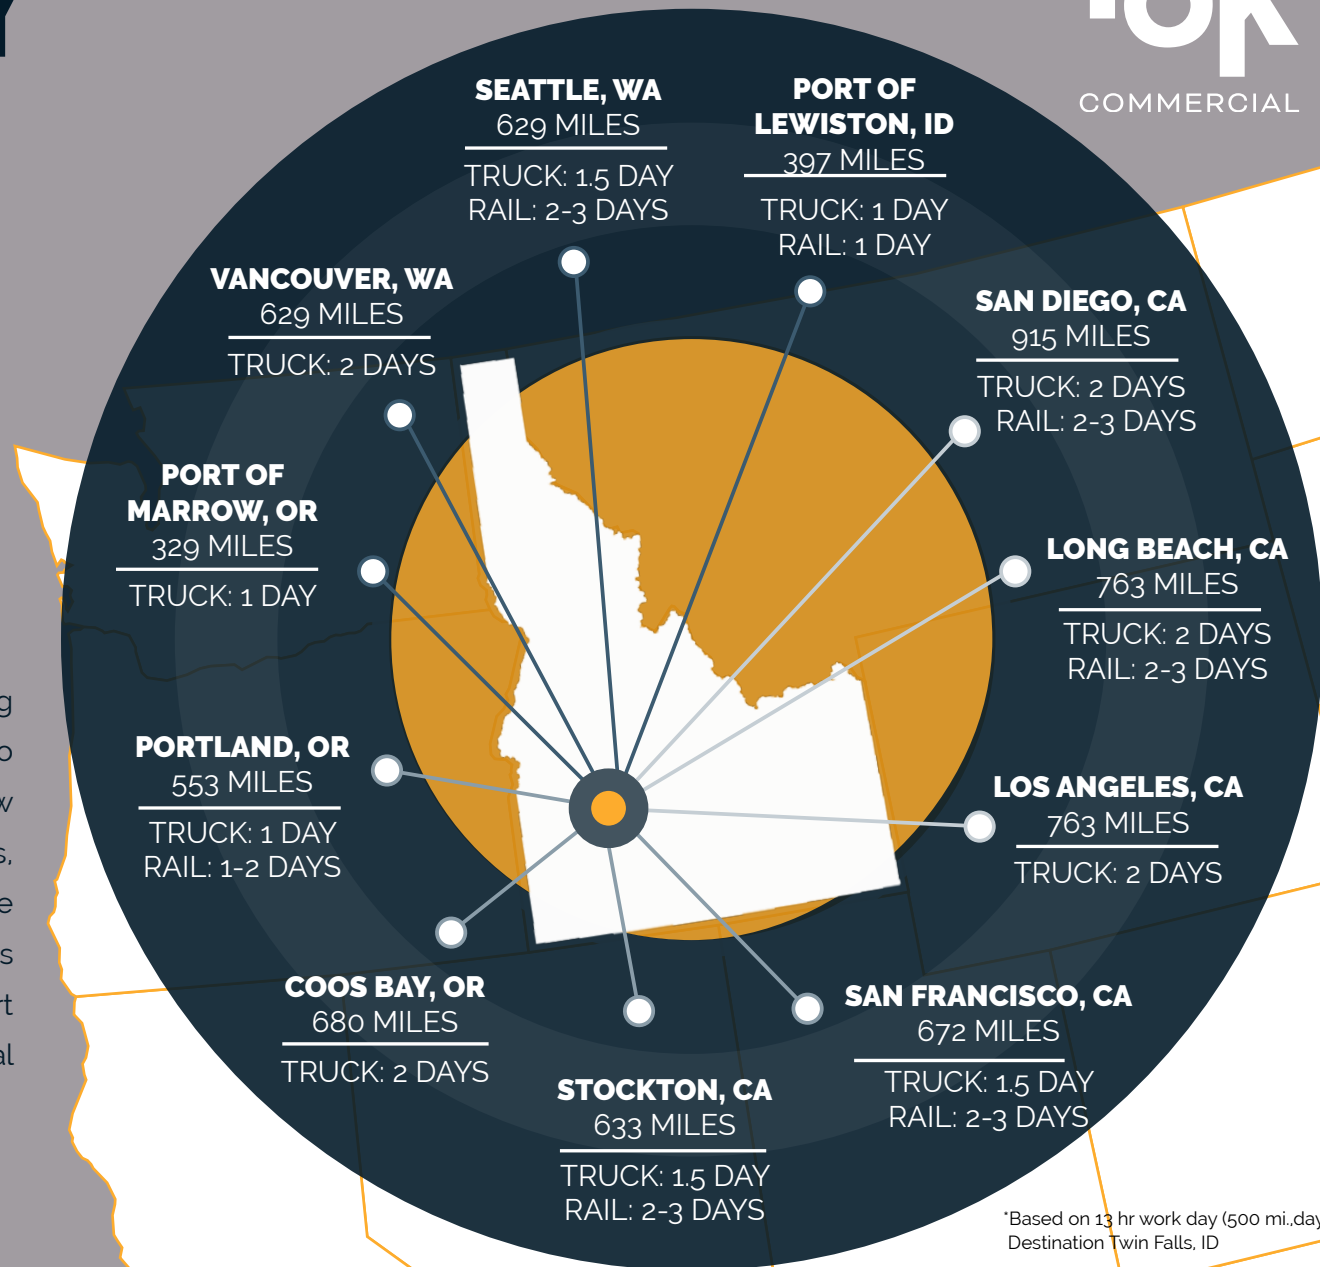 COMMERCIAL
SEATTLE, WA
629 MILES
TRUCK: 1.5 DAY
RAIL: 2-3 DAYS
PORT OF
LEWISTON, ID
397 MILES
TRUCK: 1 DAY
RAIL: 1 DAY
VANCOUVER, WA
629 MILES
TRUCK: 2 DAYS
SAN DIEGO, CA
915 MILES
TRUCK: 2 DAYS
RAIL: 2-3 DAYS
PORT OF
MARROW, OR
329 MILES
TRUCK: 1 DAY
LONG BEACH, CA
763 MILES
TRUCK: 2 DAYS
RAIL: 2-3 DAYS
PORTLAND, OR
553 MILES
TRUCK: 1 DAY
RAIL: 1-2 DAYS
LOS ANGELES, CA
763 MILES
TRUCK: 2 DAYS
COOS BAY, OR
680 MILES
TRUCK: 2 DAYS
SAN FRANCISCO, CA
672 MILES
TRUCK: 1.5 DAY
RAIL: 2-3 DAYS
STOCKTON, CA
633 MILES
TRUCK: 1.5 DAY
RAIL: 2-3 DAYS
*Based on 13 hr work day (500 mi.,day
Destination Twin Falls, ID